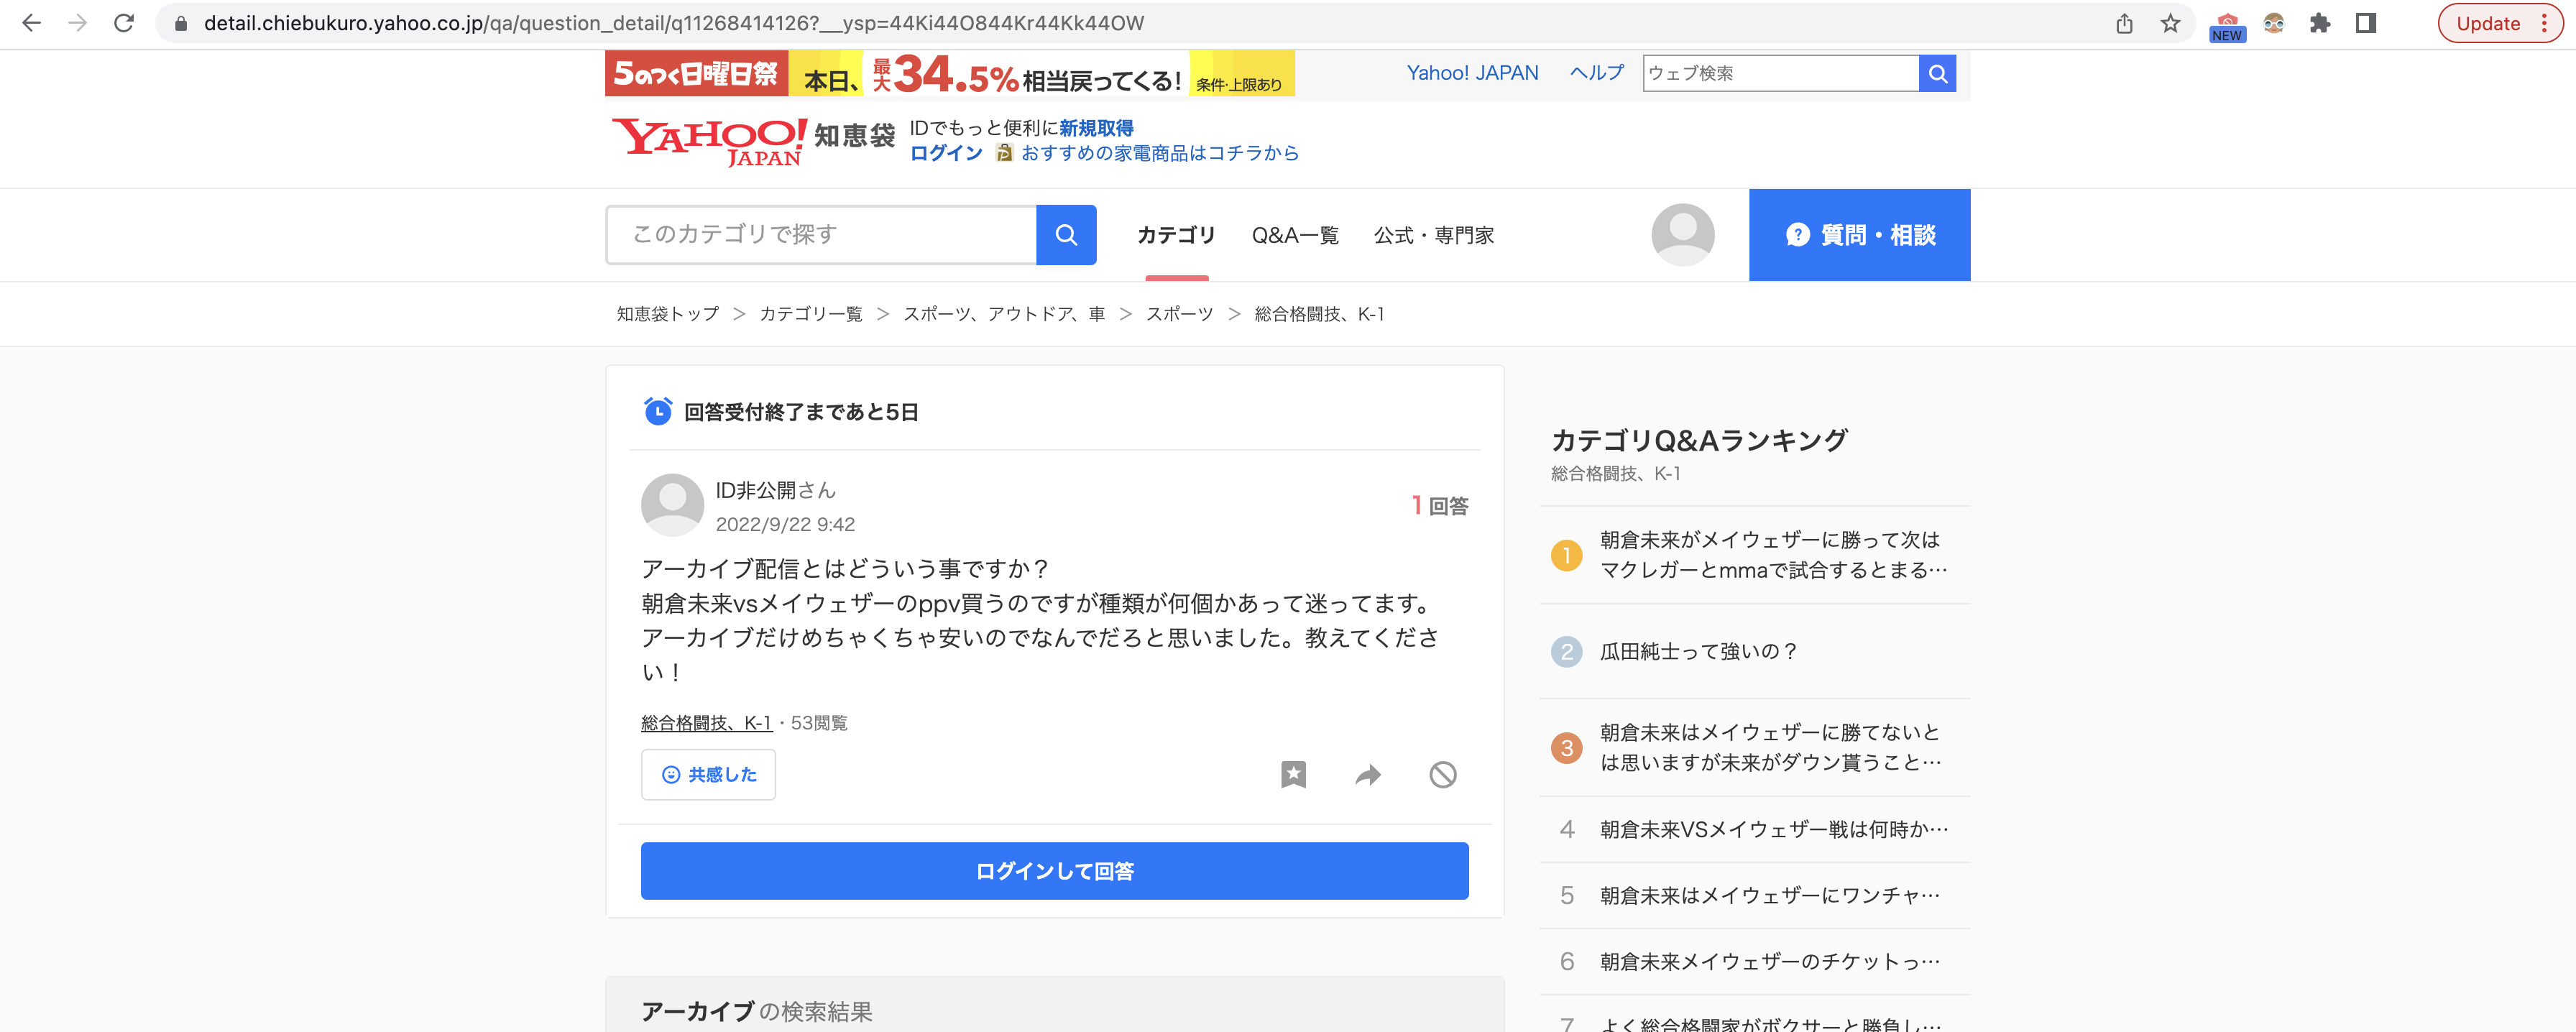 detail.chiebukuro.yahoo.co.jp/qa/question_detail/q11268414126?__ysp=44Ki44O844Kr44Kk44OW
NEW
Update
5のつく日曜日祭 本日、最大34.5%相当戻ってくる! 条件・上限あり
Yahoo! JAPAN ヘルプ ウェブ検索
YAHOO! JAPAN 知恵袋
IDでもっと便利に新規取得
ログイン おすすめの家電商品はコチラから
このカテゴリで探す カテゴリ Q&A一覧 公式・専門家 質問・相談
知恵袋トップ > カテゴリ一覧 > スポーツ、アウトドア、車 > スポーツ > 総合格闘技、K-1
回答受付終了まであと5日
ID非公開さん
2022/9/22 9:42
1回答
アーカイブ配信とはどういう事ですか？
朝倉未来vsメイウェザーのppv買うのですが種類が何個かあって迷ってます。
アーカイブだけめちゃくちゃ安いのでなんでだろと思いました。教えてくださ
い！
総合格闘技、K-1・53閲覧
共感した
ログインして回答
アーカイブの検索結果
カテゴリQ&Aランキング
総合格闘技、K-1
1 朝倉未来がメイウェザーに勝って次は
マクレガーとmmaで試合するとまる…
2 瓜田純士って強いの？
3 朝倉未来はメイウェザーに勝てないと
は思いますが未来がダウン貰うこと…
4 朝倉未来VSメイウェザー戦は何時か…
5 朝倉未来はメイウェザーにワンチャ…
6 朝倉未来メイウェザーのチケットっ…
7 よく総合格闘家がボクサーと勝負し…